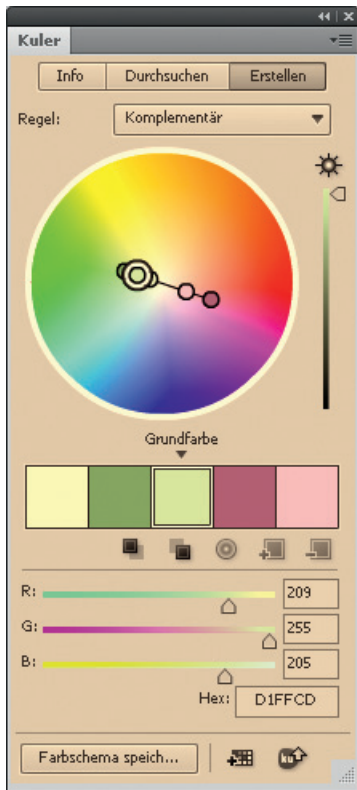 Kuler
Info Durchsuchen Erstellen
Regel: Komplementär
Grundfarbe
R: 209
G: 255
B: 205
Hex: D1FFCD
Farbschema speich...